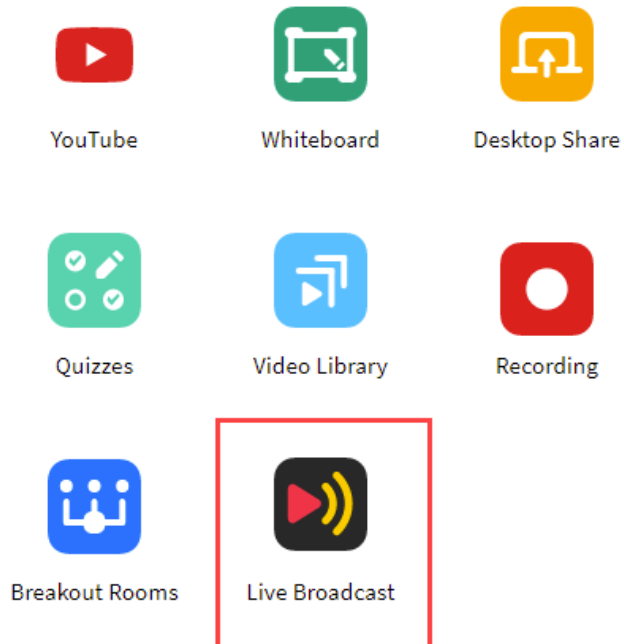 YouTube
Whiteboard
Desktop Share
Quizzes
Video Library
Recording
Breakout Rooms
Live Broadcast